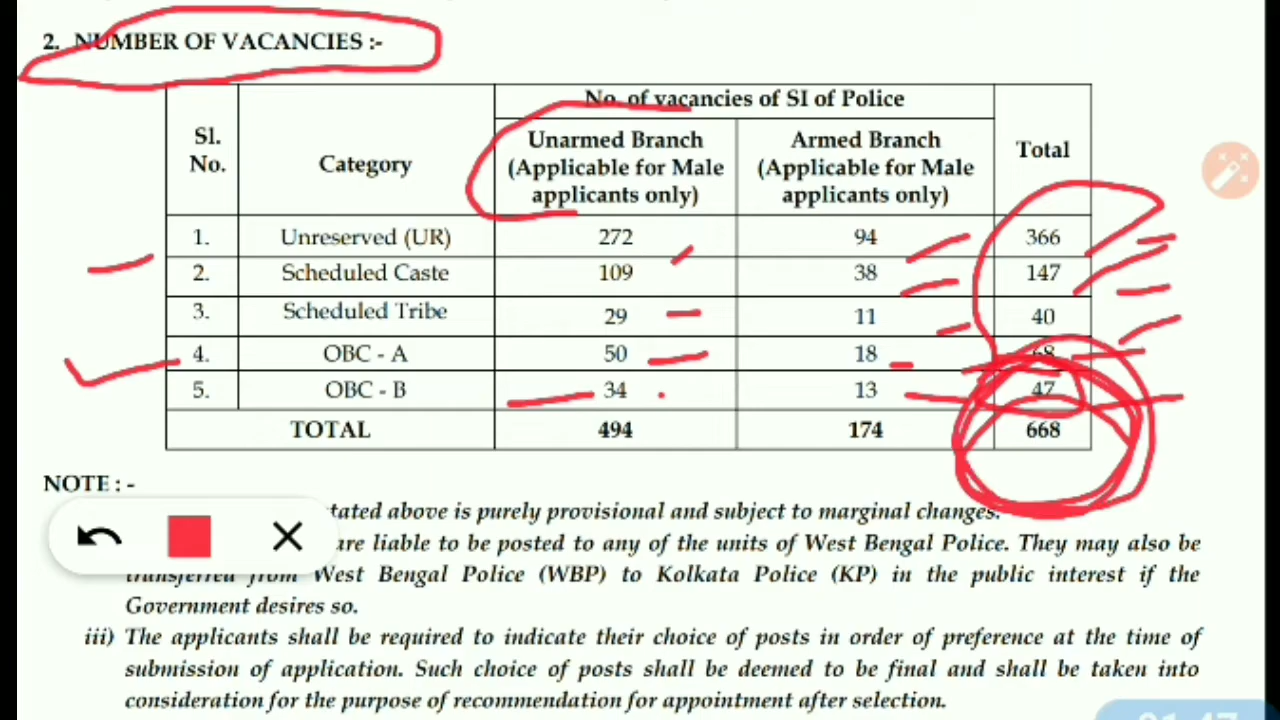 2. NUMBER OF VACANCIES :-
Sl. No. Category No. of vacancies of SI of Police Total
Unarmed Branch (Applicable for Male applicants only) Armed Branch (Applicable for Male applicants only)
1. Unreserved (UR) 272 94 366
2. Scheduled Caste 109 38 147
3. Scheduled Tribe 29 11 40
4. OBC - A 50 18 68
5. OBC - B 34 13 47
TOTAL 494 174 668
NOTE : -
tated above is purely provisional and subject to marginal changes.
are liable to be posted to any of the units of West Bengal Police. They may also be
transferred from West Bengal Police (WBP) to Kolkata Police (KP) in the public interest if the
Government desires so.
iii) The applicants shall be required to indicate their choice of posts in order of preference at the time of
submission of application. Such choice of posts shall be deemed to be final and shall be taken into
consideration for the purpose of recommendation for appointment after selection.